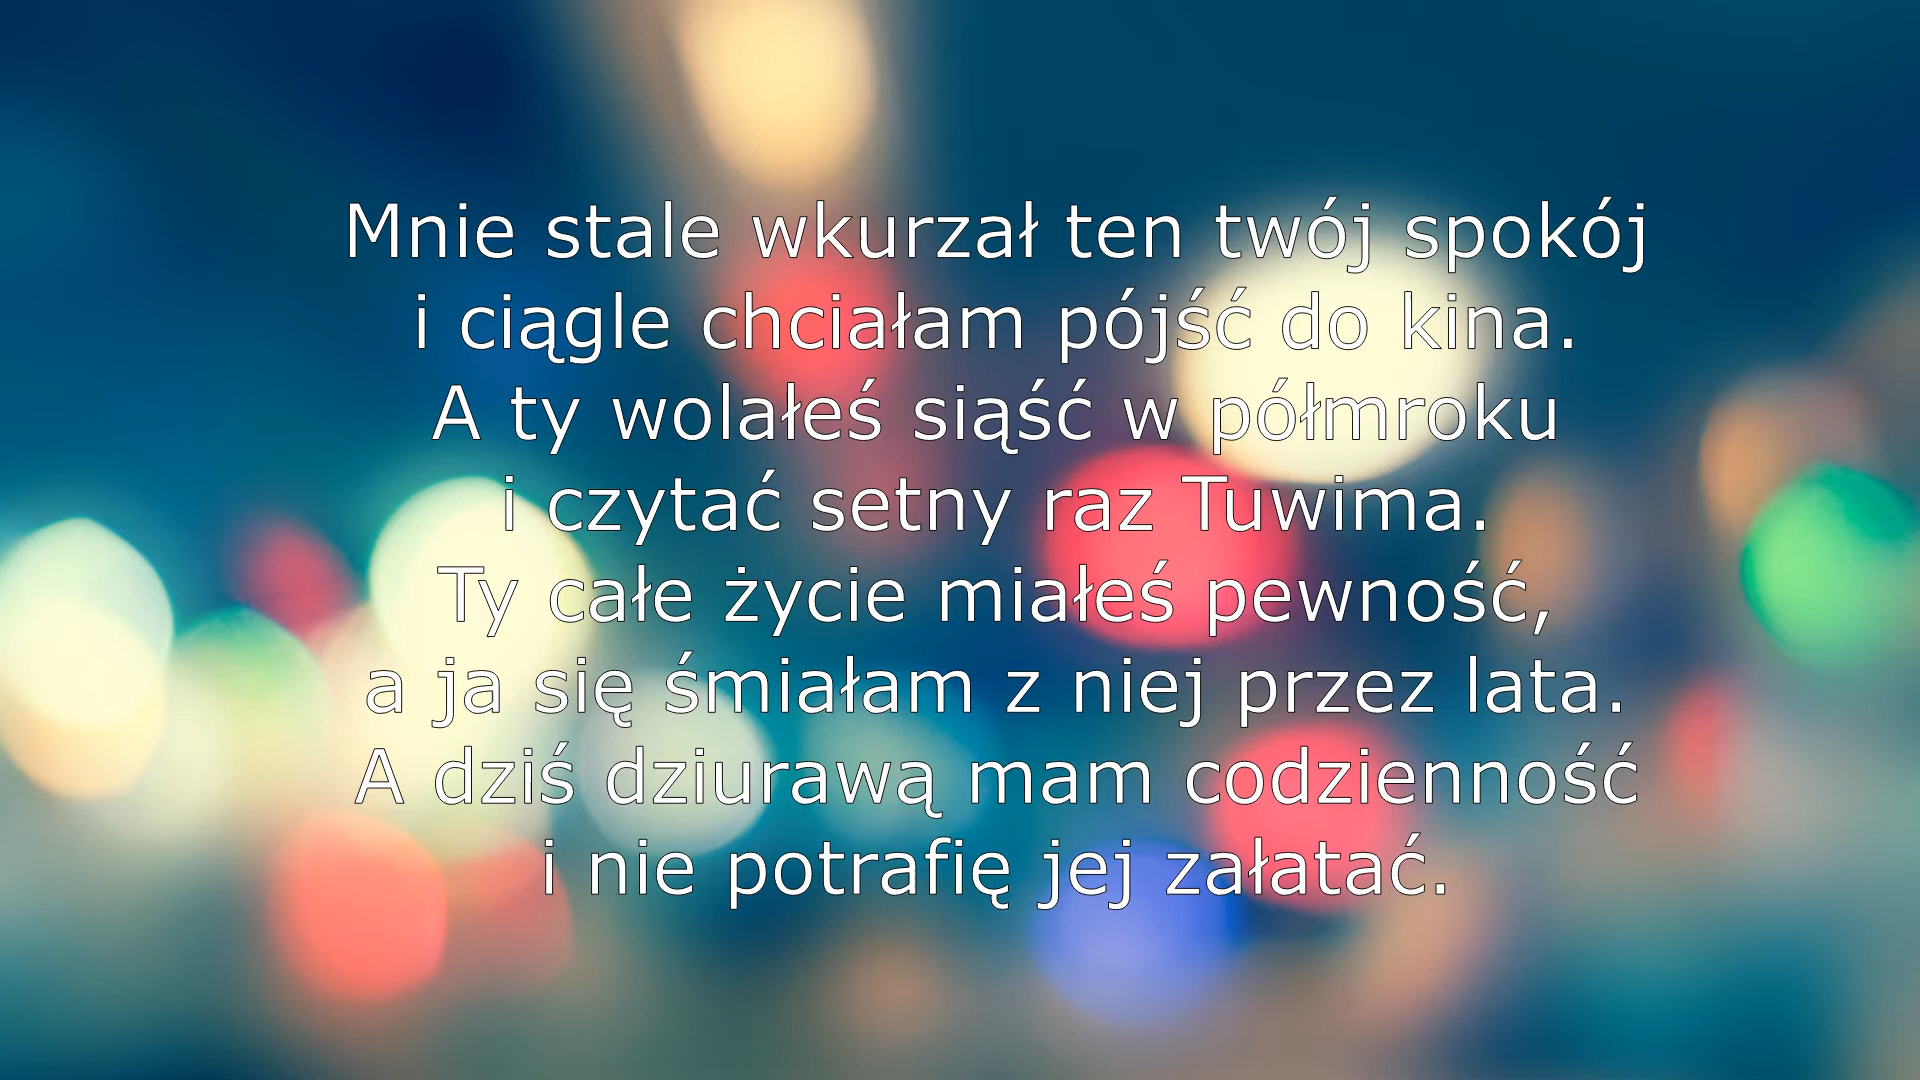 Mnie stale wkurzał ten twój spokój
i ciągle chciałam pójść do kina.
A ty wolałeś siąść w półmroku
i czytać setny raz Tuwima.
Ty całe życie miałeś pewność,
a ja się śmiałam z niej przez lata.
A dziś dziurawą mam codzienność
i nie potrafię jej załatać.